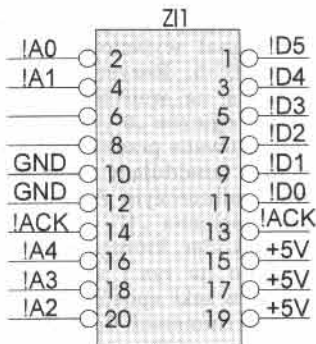 ZI1
!A0 2 1 !D5
!A1 4 3 !D4
6 5 !D3
8 7 !D2
GND 10 9 !D1
GND 12 11 !D0
!ACK 14 13 !ACK
!A4 16 15 +5V
!A3 18 17 +5V
!A2 20 19 +5V